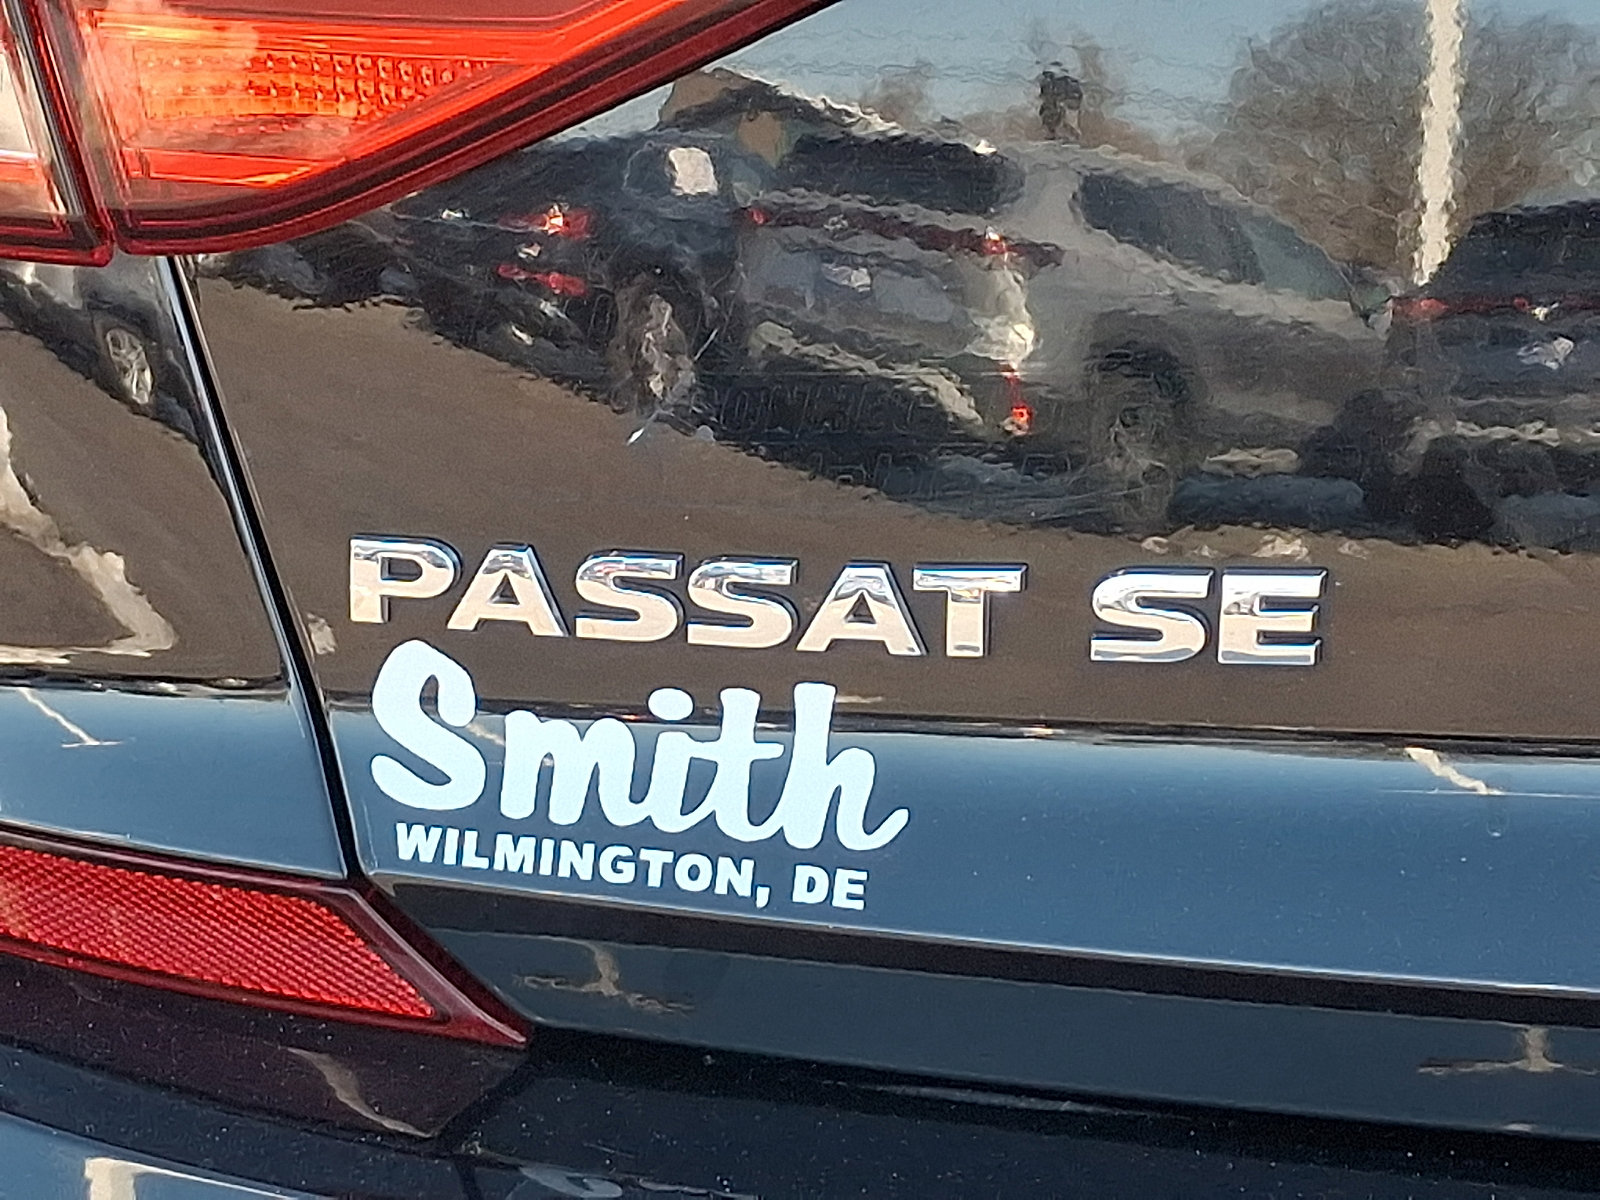 PASSAT SE
Smith
WILMINGTON, DE